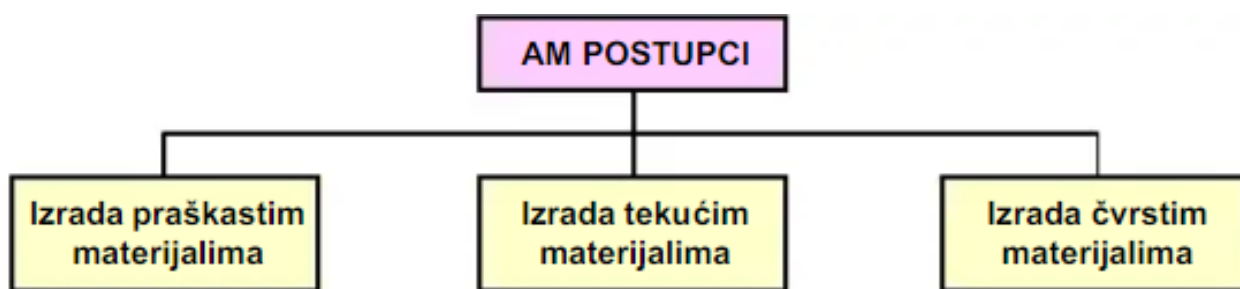 AM POSTUPCI
Izrada praškastim
materijalima
Izrada tekućim
materijalima
Izrada čvrstim
materijalima